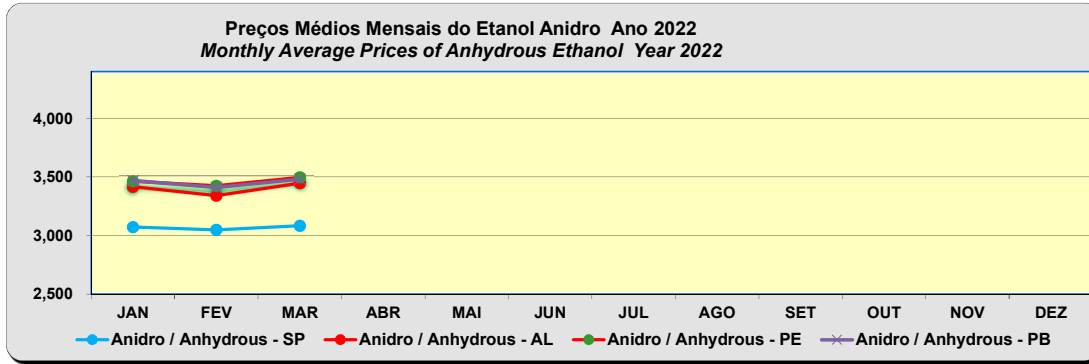 Preços Médios Mensais do Etanol Anidro Ano 2022
Monthly Average Prices of Anhydrous Ethanol Year 2022
4,000
3,500
3,000
2,500
JAN FEV MAR ABR MAI JUN JUL AGO SET OUT NOV DEZ
Anidro / Anhydrous - SP Anidro / Anhydrous - AL Anidro / Anhydrous - PE Anidro / Anhydrous - PB